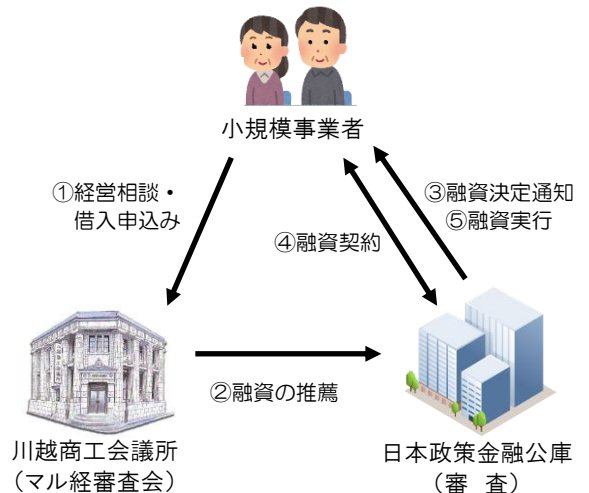 小規模事業者
①経営相談・
借入申込み
③融資決定通知
⑤融資実行
④融資契約
②融資の推薦
川越商工会議所
（マル経審査会）
日本政策金融公庫
（審　査）